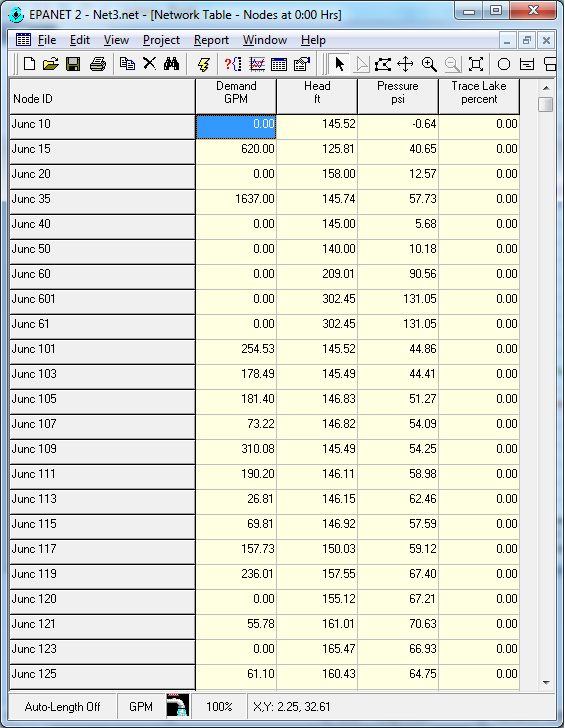 EPANET 2 - Net3.net - [Network Table - Nodes at 0:00 Hrs]
File Edit View Project Report Window Help
Node ID Demand GPM Head ft Pressure psi Trace Lake percent
Junc 10 0.00 145.52 -0.64 0.00
Junc 15 620.00 125.81 40.65 0.00
Junc 20 0.00 158.00 12.57 0.00
Junc 35 1637.00 145.74 57.73 0.00
Junc 40 0.00 145.00 5.68 0.00
Junc 50 0.00 140.00 10.18 0.00
Junc 60 0.00 209.01 90.56 0.00
Junc 601 0.00 302.45 131.05 0.00
Junc 61 0.00 302.45 131.05 0.00
Junc 101 254.53 145.52 44.86 0.00
Junc 103 178.49 145.49 44.41 0.00
Junc 105 181.40 146.83 51.27 0.00
Junc 107 73.22 146.82 54.09 0.00
Junc 109 310.08 145.49 54.25 0.00
Junc 111 190.20 146.11 58.98 0.00
Junc 113 26.81 146.15 62.46 0.00
Junc 115 69.81 146.92 57.59 0.00
Junc 117 157.73 150.03 59.12 0.00
Junc 119 236.01 157.55 67.40 0.00
Junc 120 0.00 155.12 67.21 0.00
Junc 121 55.78 161.01 70.63 0.00
Junc 123 0.00 165.47 66.93 0.00
Junc 125 61.10 160.43 64.75 0.00
Auto-Length Off GPM 100% X,Y: 2.25, 32.61